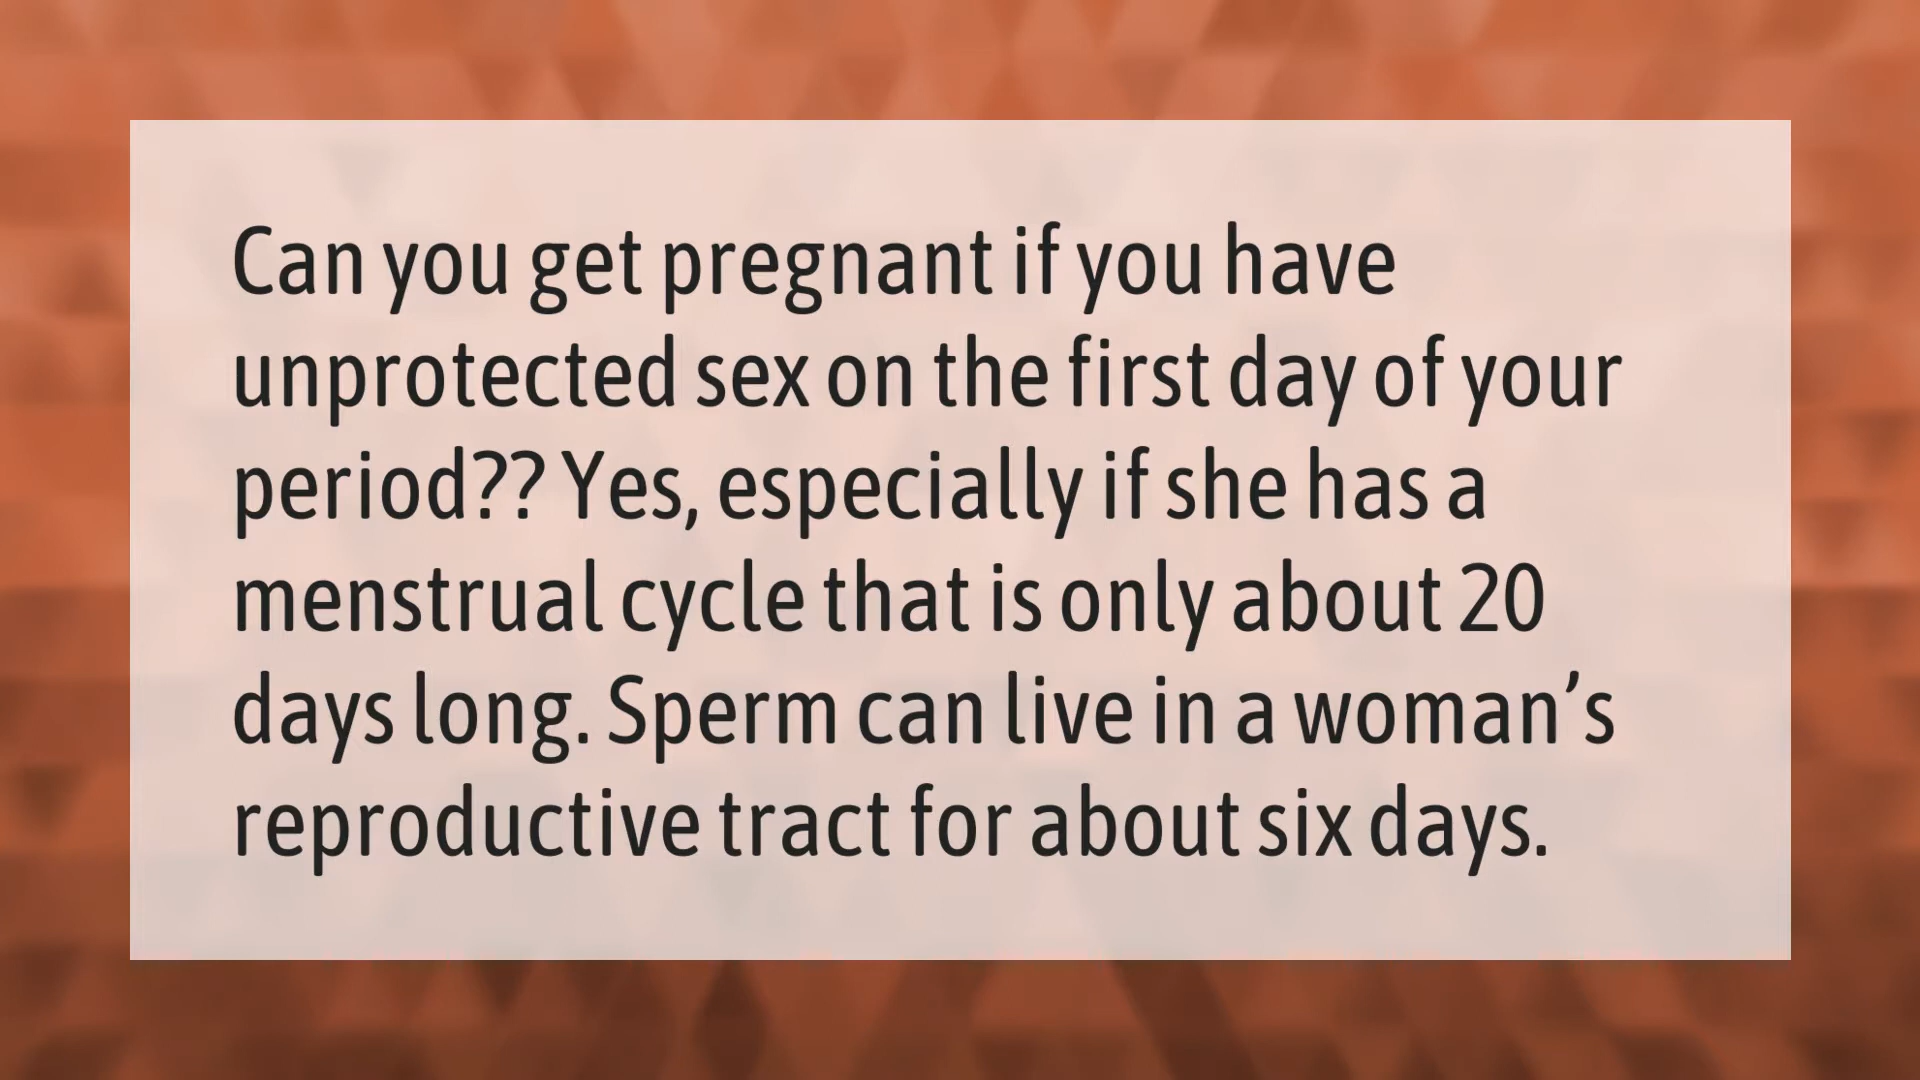 Can you get pregnant if you have
unprotected sex on the first day of your
period?? Yes, especially if she has a
menstrual cycle that is only about 20
days long. Sperm can live in a woman’s
reproductive tract for about six days.